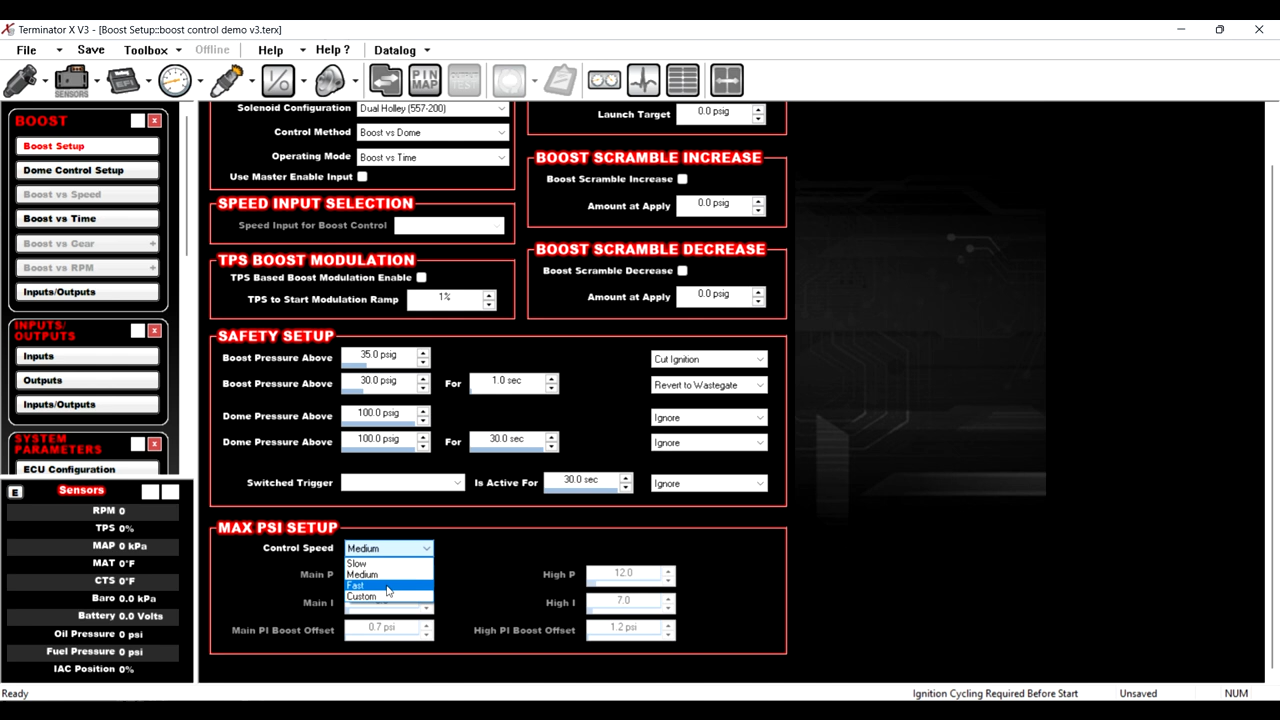 Terminator X V3 - [Boost Setup::boost control demo v3.terx]
File Save Toolbox Offline Help Help ? Datalog
SENSORS EFI I/O PIN MAP
BOOST
Boost Setup
Dome Control Setup
Boost vs Speed
Boost vs Time
Boost vs Gear +
Boost vs RPM +
Inputs/Outputs
INPUTS/
OUTPUTS
Inputs
Outputs
Inputs/Outputs
SYSTEM
PARAMETERS
ECU Configuration
E Sensors
RPM 0
TPS 0%
MAP 0 kPa
MAT 0°F
CTS 0°F
Baro 0.0 kPa
Battery 0.0 Volts
Oil Pressure 0 psi
Fuel Pressure 0 psi
IAC Position 0%
Solenoid Configuration Dual Holley (557-200)
Control Method Boost vs Dome
Operating Mode Boost vs Time
Use Master Enable Input
SPEED INPUT SELECTION
Speed Input for Boost Control
TPS BOOST MODULATION
TPS Based Boost Modulation Enable
TPS to Start Modulation Ramp 1%
Launch Target 0.0 psig
BOOST SCRAMBLE INCREASE
Boost Scramble Increase
Amount at Apply 0.0 psig
BOOST SCRAMBLE DECREASE
Boost Scramble Decrease
Amount at Apply 0.0 psig
SAFETY SETUP
Boost Pressure Above 35.0 psig Cut Ignition
Boost Pressure Above 30.0 psig For 1.0 sec Revert to Wastegate
Dome Pressure Above 100.0 psig Ignore
Dome Pressure Above 100.0 psig For 30.0 sec Ignore
Switched Trigger Is Active For 30.0 sec Ignore
MAX PSI SETUP
Control Speed Medium
Slow
Medium
Fast
Custom
Main P High P 12.0
Main I High I 7.0
Main PI Boost Offset 0.7 psi High PI Boost Offset 1.2 psi
Ready Ignition Cycling Required Before Start Unsaved NUM